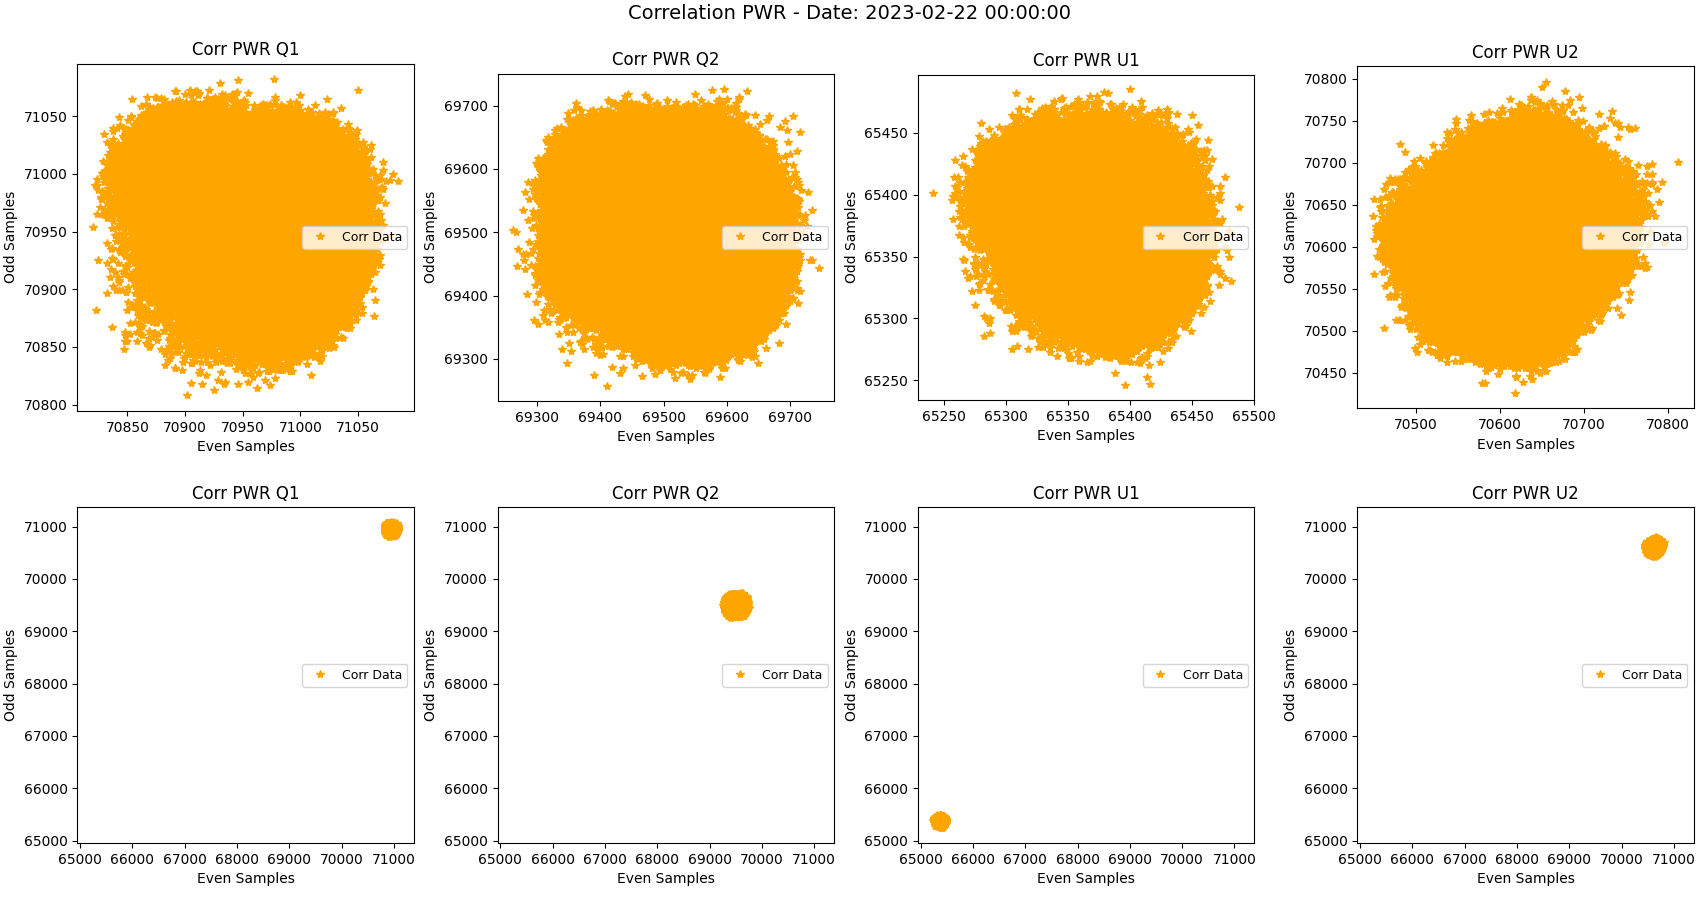 Correlation PWR - Date: 2023-02-22 00:00:00
Corr PWR Q1
Odd Samples
71050
71000
70950
70900
70850
70800
Corr Data
70850 70900 70950 71000 71050
Even Samples
Corr PWR Q2
Odd Samples
69700
69600
69500
69400
69300
Corr Data
69300 69400 69500 69600 69700
Even Samples
Corr PWR U1
Odd Samples
65450
65400
65350
65300
65250
Corr Data
65250 65300 65350 65400 65450 65500
Even Samples
Corr PWR U2
Odd Samples
70800
70750
70700
70650
70600
70550
70500
70450
Corr Data
70500 70600 70700 70800
Even Samples
Corr PWR Q1
Odd Samples
71000
70000
69000
68000
67000
66000
65000
Corr Data
65000 66000 67000 68000 69000 70000 71000
Even Samples
Corr PWR Q2
Odd Samples
71000
70000
69000
68000
67000
66000
65000
Corr Data
65000 66000 67000 68000 69000 70000 71000
Even Samples
Corr PWR U1
Odd Samples
71000
70000
69000
68000
67000
66000
65000
Corr Data
65000 66000 67000 68000 69000 70000 71000
Even Samples
Corr PWR U2
Odd Samples
71000
70000
69000
68000
67000
66000
65000
Corr Data
65000 66000 67000 68000 69000 70000 71000
Even Samples